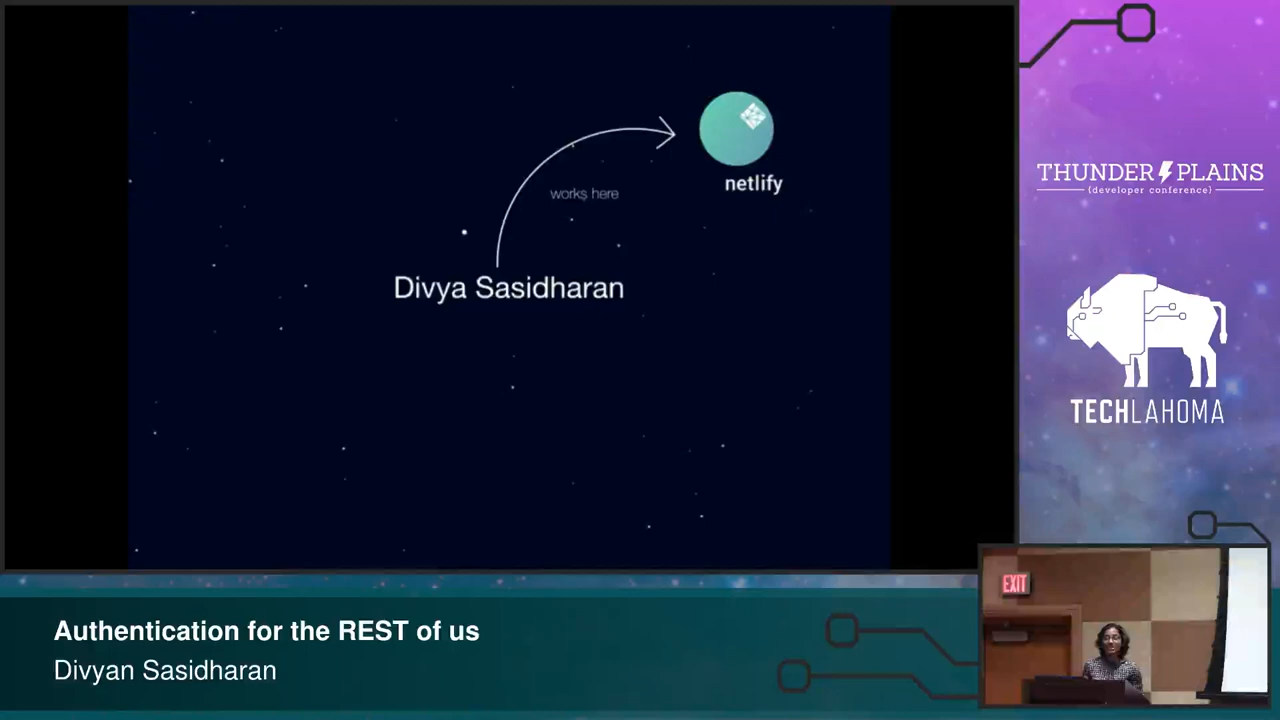 netlify
works here
Divya Sasidharan
THUNDER PLAINS
{developer conference}
TECHLAHOMA
EXIT
Authentication for the REST of us
Divyan Sasidharan